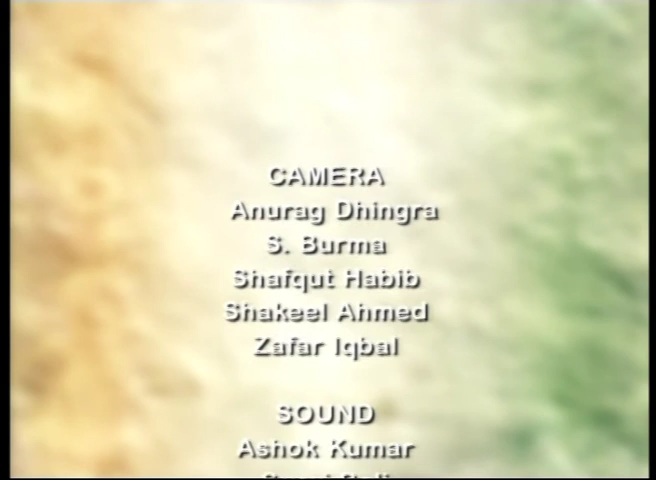 CAMERA
Anurag Dhingra
S. Burma
Shafqut Habib
Shakeel Ahmed
Zafar Iqbal
SOUND
Ashok Kumar